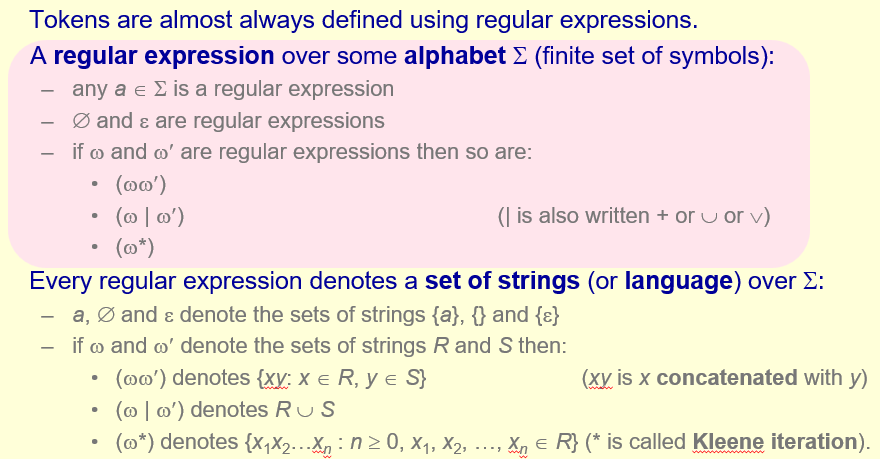 Tokens are almost always defined using regular expressions.
A regular expression over some alphabet Σ (finite set of symbols):
– any a ∈ Σ is a regular expression
– ∅ and ε are regular expressions
– if ω and ω′ are regular expressions then so are:
• (ωω′)
• (ω | ω′) (| is also written + or ∪ or ∨)
• (ω*)
Every regular expression denotes a set of strings (or language) over Σ:
– a, ∅ and ε denote the sets of strings {a}, {} and {ε}
– if ω and ω′ denote the sets of strings R and S then:
• (ωω′) denotes {xy: x ∈ R, y ∈ S} (xy is x concatenated with y)
• (ω | ω′) denotes R ∪ S
• (ω*) denotes {x₁x₂…xₙ : n ≥ 0, x₁, x₂, …, xₙ ∈ R} (* is called Kleene iteration).